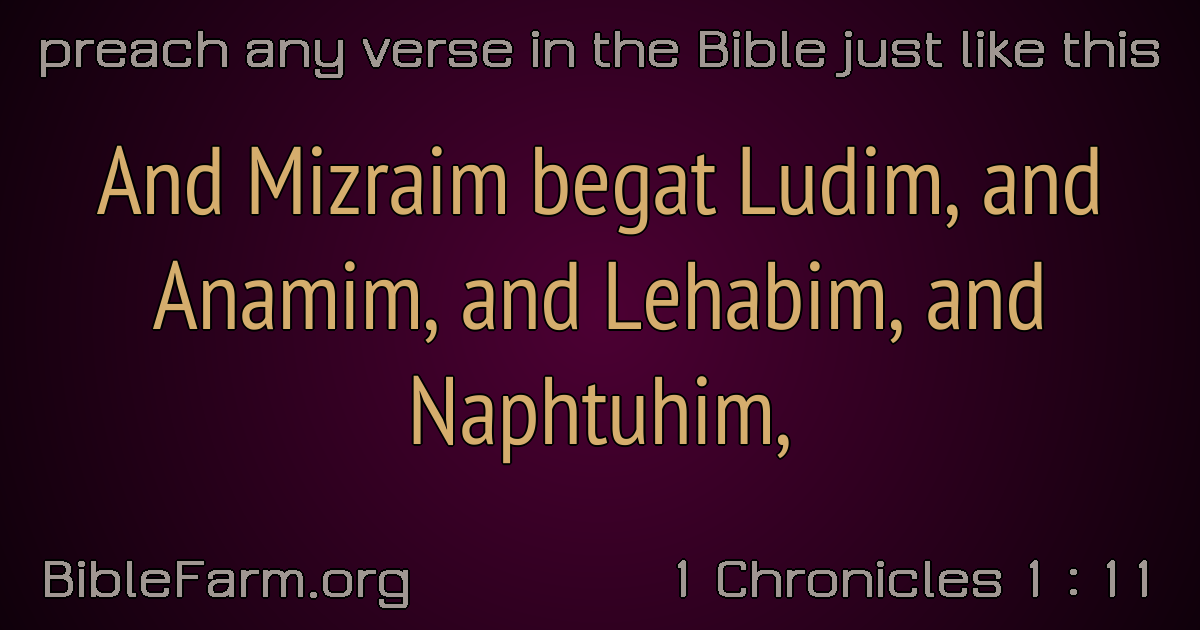 preach any verse in the Bible just like this
And Mizraim begat Ludim, and
Anamim, and Lehabim, and
Naphtuhim,
BibleFarm.org
1 Chronicles 1 : 11